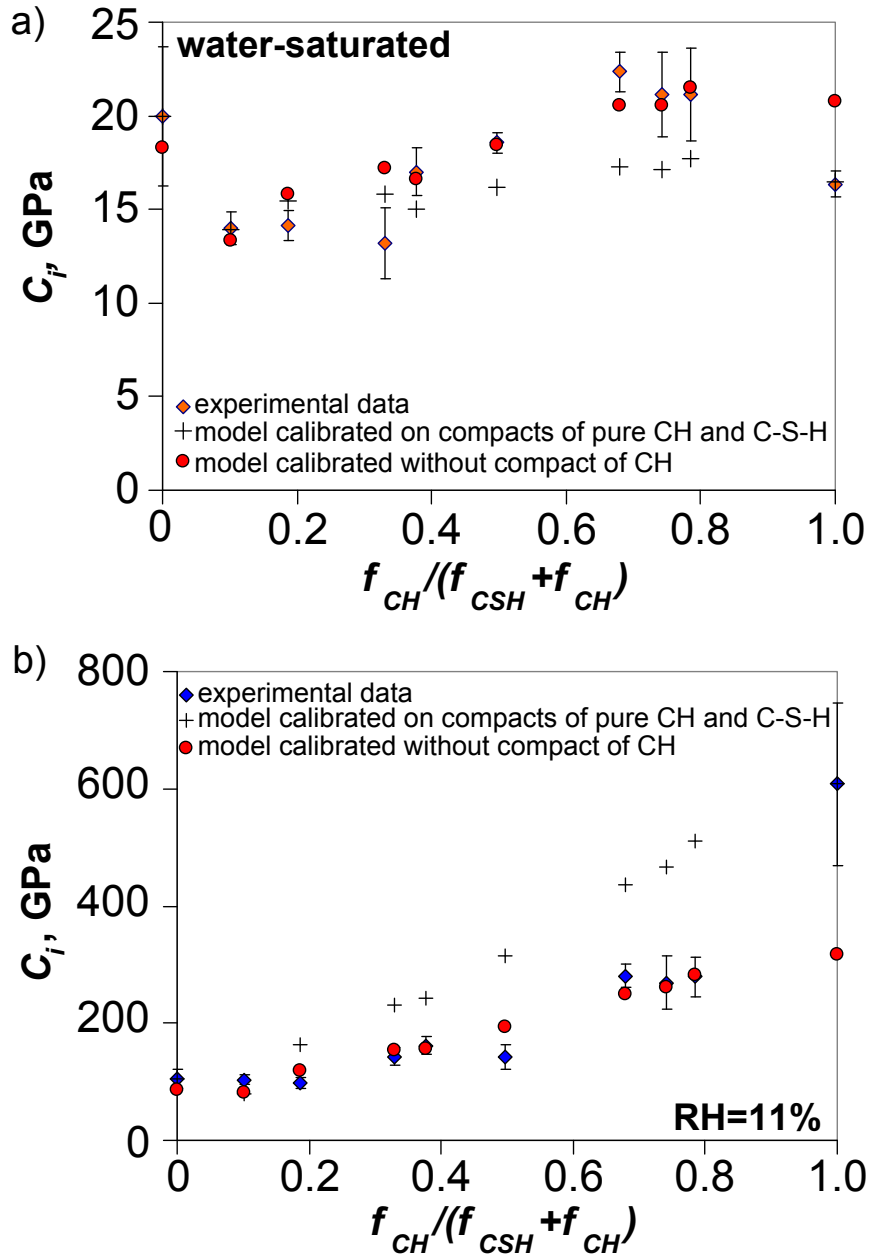 a)
water-saturated
25
20
15
10
5
0
C_i, GPa
experimental data
model calibrated on compacts of pure CH and C-S-H
model calibrated without compact of CH
0 0.2 0.4 0.6 0.8 1.0
f_CH/(f_CSH+f_CH)
b)
800
600
400
200
0
C_i, GPa
experimental data
model calibrated on compacts of pure CH and C-S-H
model calibrated without compact of CH
RH=11%
0 0.2 0.4 0.6 0.8 1.0
f_CH/(f_CSH+f_CH)